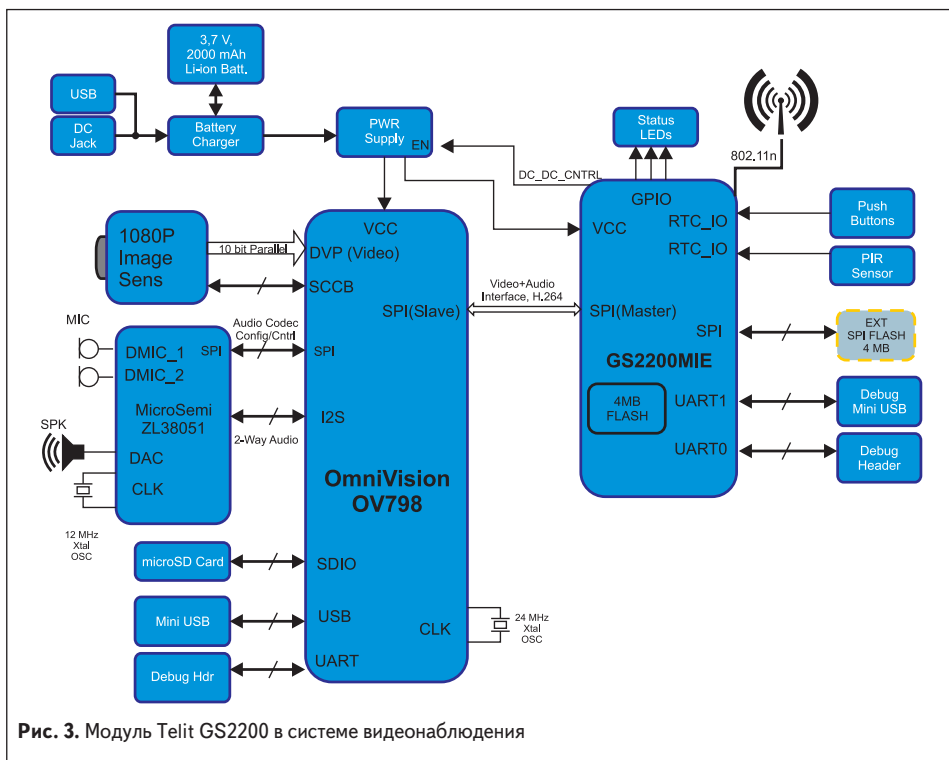 3,7 V,
2000 mAh
Li-ion Batt.
USB
DC
Jack
Battery
Charger
PWR
Supply
EN
Status
LEDs
802.11n
DC_DC_CNTRL
GPIO
VCC
RTC_IO
RTC_IO
Push
Buttons
PIR
Sensor
1080P
Image
Sens
10 bit Parallel
VCC
DVP (Video)
SCCB
SPI(Slave)
Video+Audio
Interface, H.264
SPI(Master)
SPI
EXT
SPI FLASH
4 MB
GS2200MIE
4MB
FLASH
UART1
Debug
Mini USB
UART0
Debug
Header
MIC
DMIC_1
DMIC_2
SPI
Audio Codec
Config/Cntrl
SPI
MicroSemi
ZL38051
I2S
2-Way Audio
SPK
DAC
CLK
12 MHz
Xtal
OSC
OmniVision
OV798
microSD Card
SDIO
Mini USB
USB
CLK
24 MHz
Xtal
OSC
Debug Hdr
UART
Рис. 3. Модуль Telit GS2200 в системе видеонаблюдения